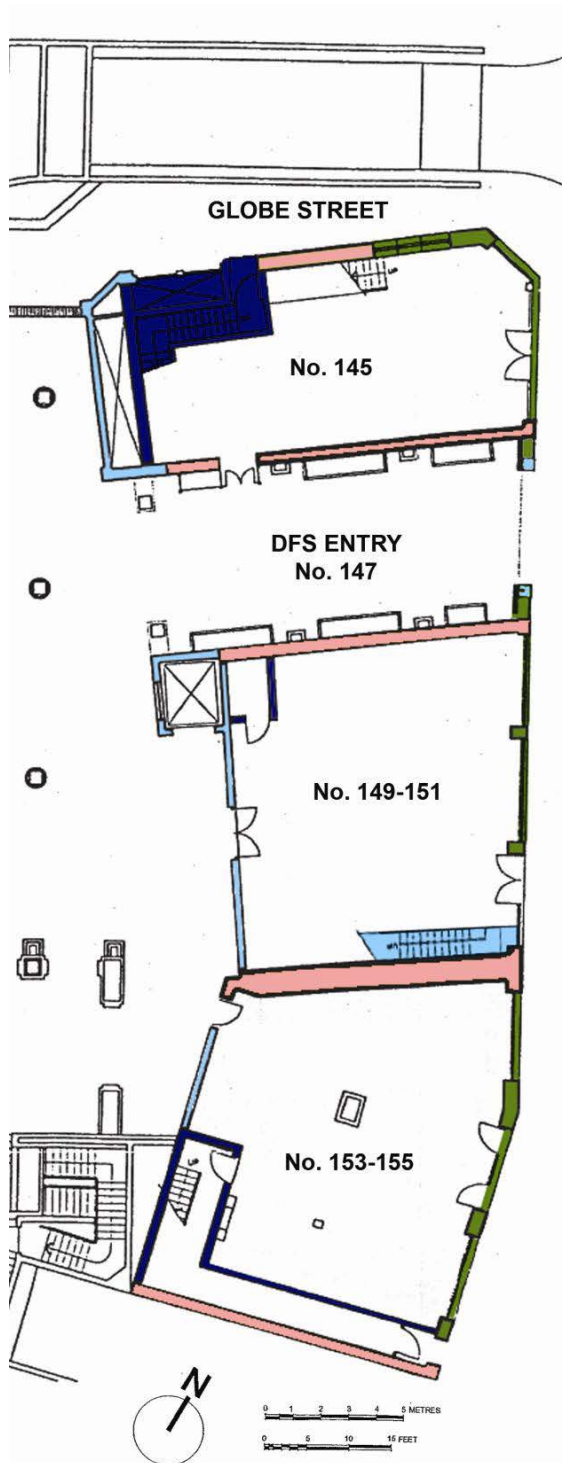 GLOBE STREET
No. 145
DFS ENTRY
No. 147
No. 149-151
No. 153-155
N
0 1 2 3 4 5 METRES
0 5 10 15 FEET